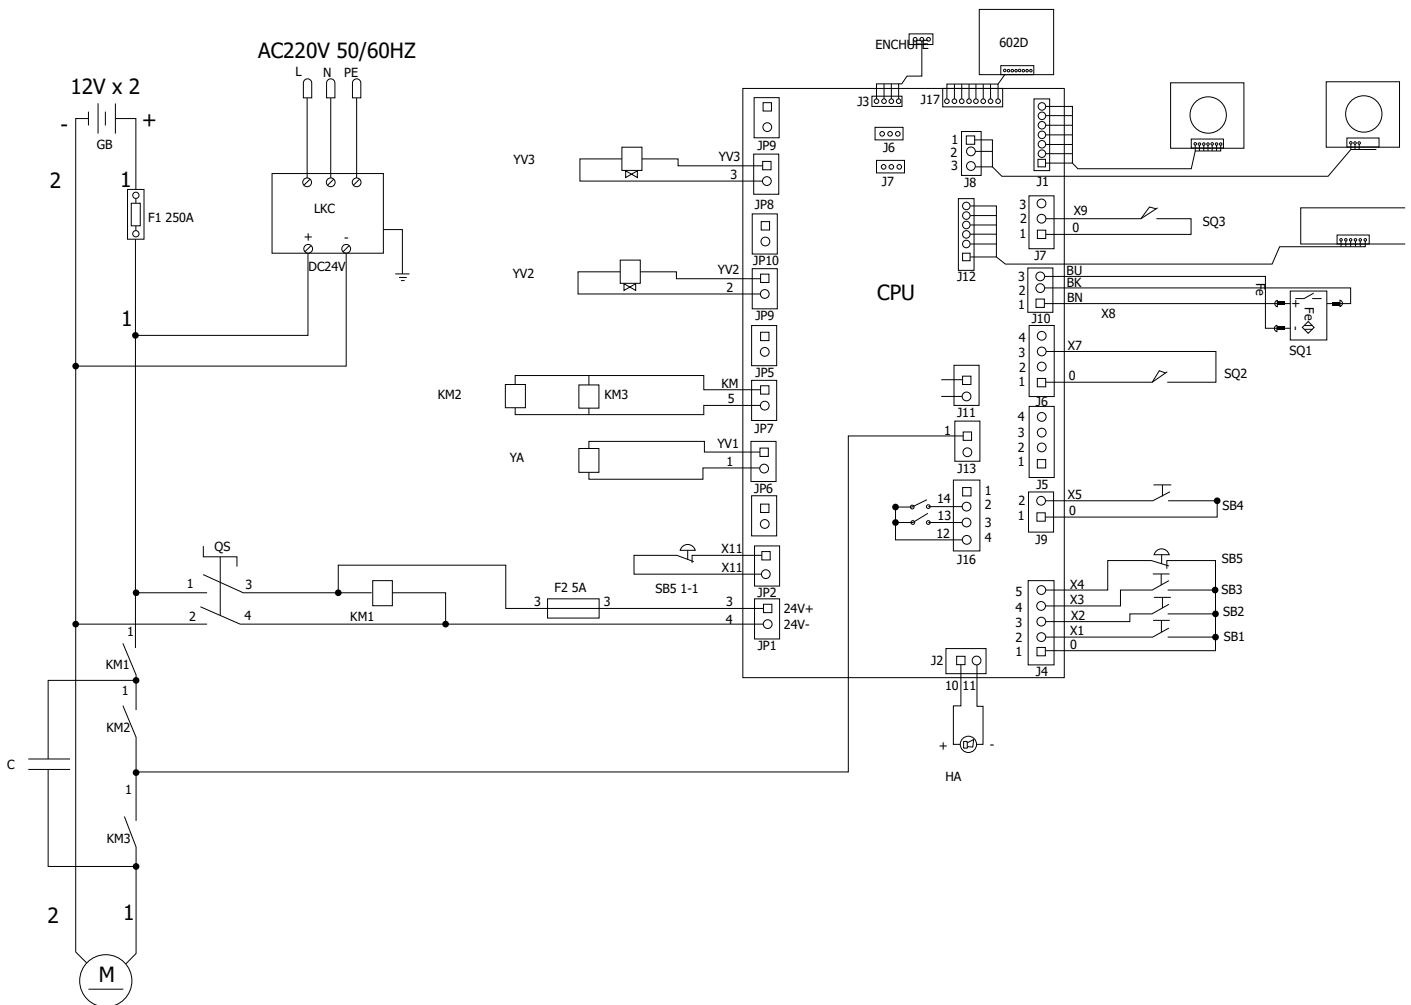 AC220V 50/60HZ
L N PE
12V x 2
- +
GB
2 1
F1 250A
LKC
+ -
DC24V
1
ENCHUFE
602D
J3 J17
JP9
J6
J7
1
2
3
J8
J1
YV3
YV3
3
JP8
JP10
YV2
YV2
2
JP9
JP5
KM2
KM3
KM
5
JP7
YA
YV1
1
JP6
CPU
J12
3
2
1
X9
0
J7
SQ3
3
2
1
BU
BK
BN
J10
X8
Fe
+
-
Fe
SQ1
4
3
2
1
X7
0
J6
SQ2
J11
1
J13
4
3
2
1
J5
14
13
12
1
2
3
4
J16
2
1
X5
0
J9
SB4
QS
1 3
2 4
KM1
F2 5A
3 3
SB5 1-1
X11
X11
JP2
3
4
24V+
24V-
JP1
5
4
3
2
1
X4
X3
X2
X1
0
J4
SB5
SB3
SB2
SB1
J2
10 11
+ -
HA
1
KM1
1
KM2
C
1
KM3
2 1
M